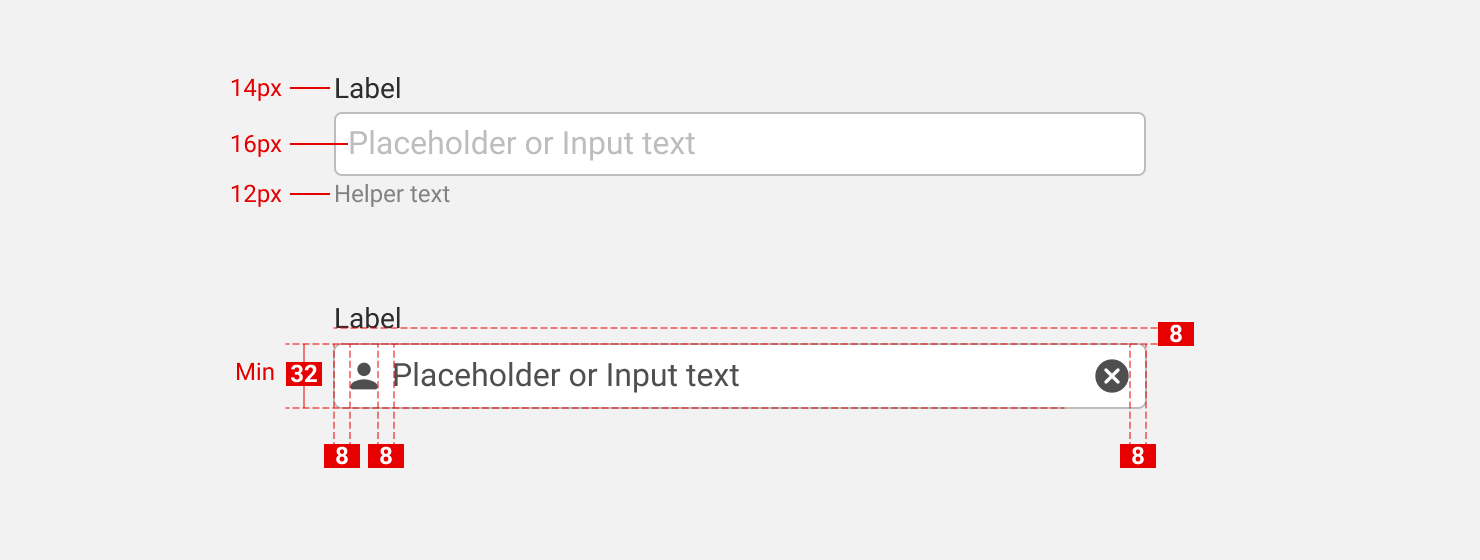 14px Label
16px Placeholder or Input text
12px Helper text
Label
8
Min 32 Placeholder or Input text
8 8 8